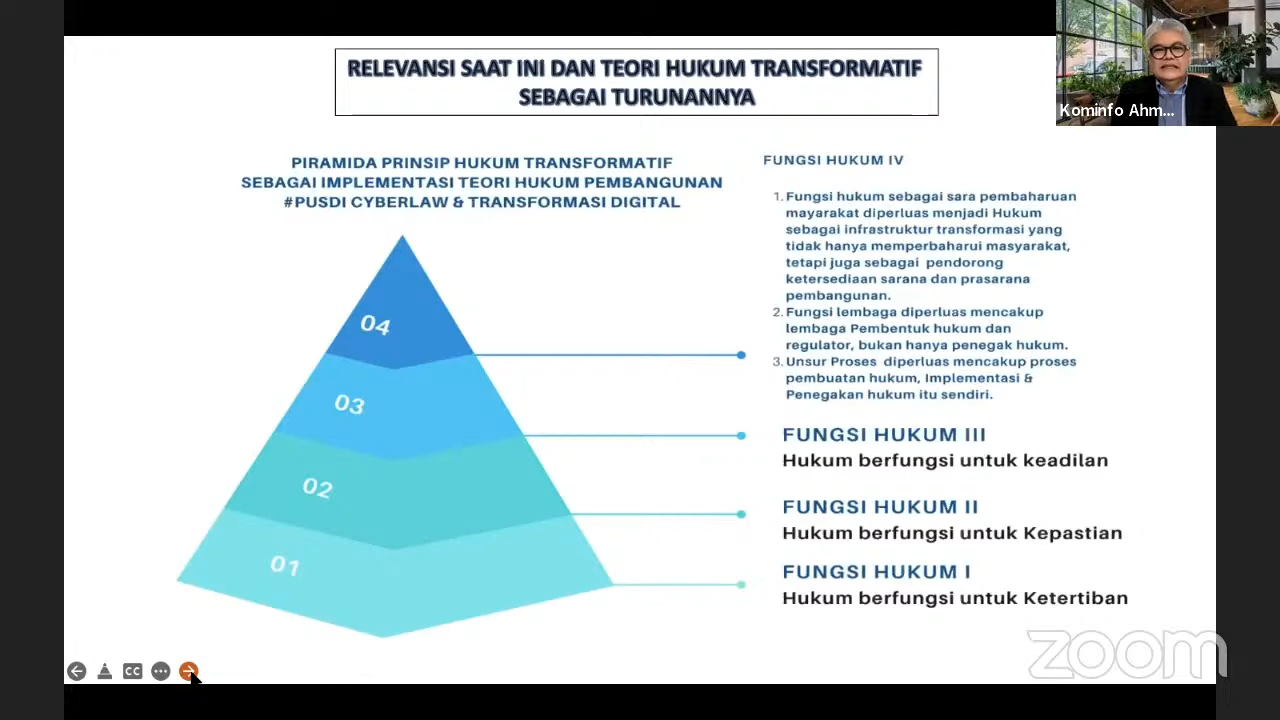 RELEVANSI SAAT INI DAN TEORI HUKUM TRANSFORMATIF
SEBAGAI TURUNANNYA
Kominfo Ahm...
PIRAMIDA PRINSIP HUKUM TRANSFORMATIF
SEBAGAI IMPLEMENTASI TEORI HUKUM PEMBANGUNAN
#PUSDI CYBERLAW & TRANSFORMASI DIGITAL
04
03
02
01
FUNGSI HUKUM IV
1. Fungsi hukum sebagai sara pembaharuan
mayarakat diperluas menjadi Hukum
sebagai infrastruktur transformasi yang
tidak hanya memperbaharui masyarakat,
tetapi juga sebagai pendorong
ketersediaan sarana dan prasarana
pembangunan.
2. Fungsi lembaga diperluas mencakup
lembaga Pembentuk hukum dan
regulator, bukan hanya penegak hukum.
3. Unsur Proses diperluas mencakup proses
pembuatan hukum, Implementasi &
Penegakan hukum itu sendiri.
FUNGSI HUKUM III
Hukum berfungsi untuk keadilan
FUNGSI HUKUM II
Hukum berfungsi untuk Kepastian
FUNGSI HUKUM I
Hukum berfungsi untuk Ketertiban
CC
zoom